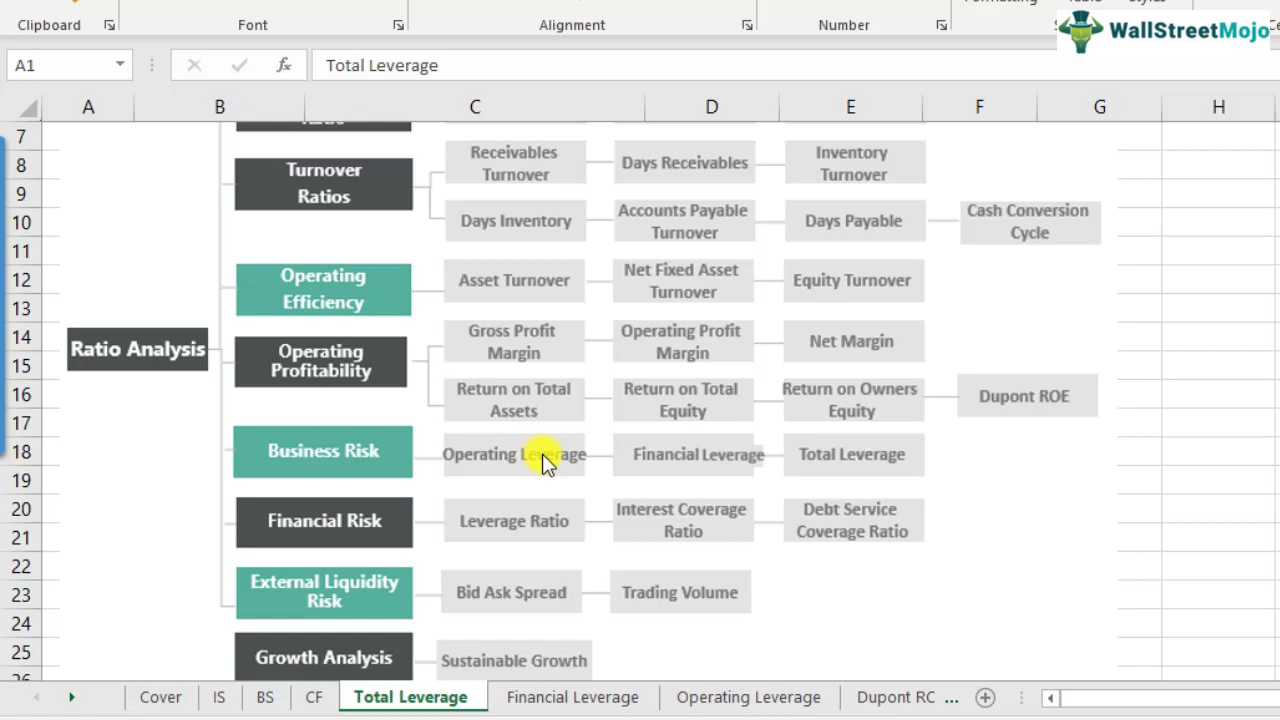 Clipboard
Font
Alignment
Number
WallStreetMojo
A1
fx
Total Leverage
A B C D E F G H
7
8
9
10
11
12
13
14
15
16
17
18
19
20
21
22
23
24
25
Ratio Analysis
Turnover
Ratios
Receivables
Turnover
Days Receivables
Inventory
Turnover
Days Inventory
Accounts Payable
Turnover
Days Payable
Cash Conversion
Cycle
Operating
Efficiency
Asset Turnover
Net Fixed Asset
Turnover
Equity Turnover
Operating
Profitability
Gross Profit
Margin
Operating Profit
Margin
Net Margin
Return on Total
Assets
Return on Total
Equity
Return on Owners
Equity
Dupont ROE
Business Risk
Operating Leverage
Financial Leverage
Total Leverage
Financial Risk
Leverage Ratio
Interest Coverage
Ratio
Debt Service
Coverage Ratio
External Liquidity
Risk
Bid Ask Spread
Trading Volume
Growth Analysis
Sustainable Growth
Cover IS BS CF Total Leverage Financial Leverage Operating Leverage Dupont RC ...